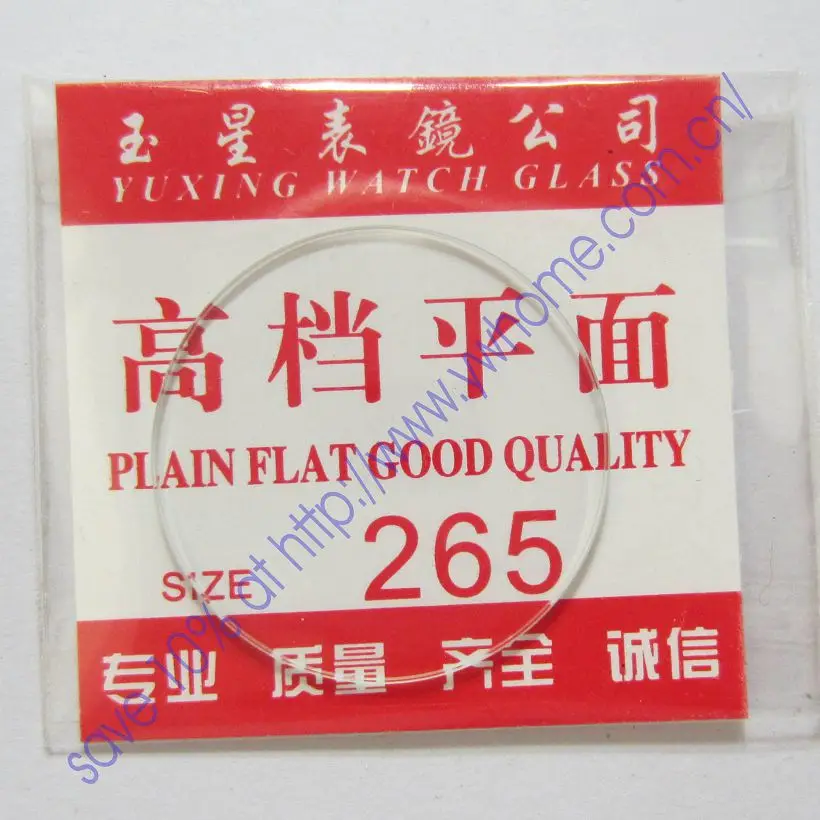 玉星表鏡公司
YUXING WATCH GLASS
高档平面
PLAIN FLAT GOOD QUALITY
SIZE 265
专业 质量 齐全 诚信
save 10% at http://www.ywhome.com.cn/